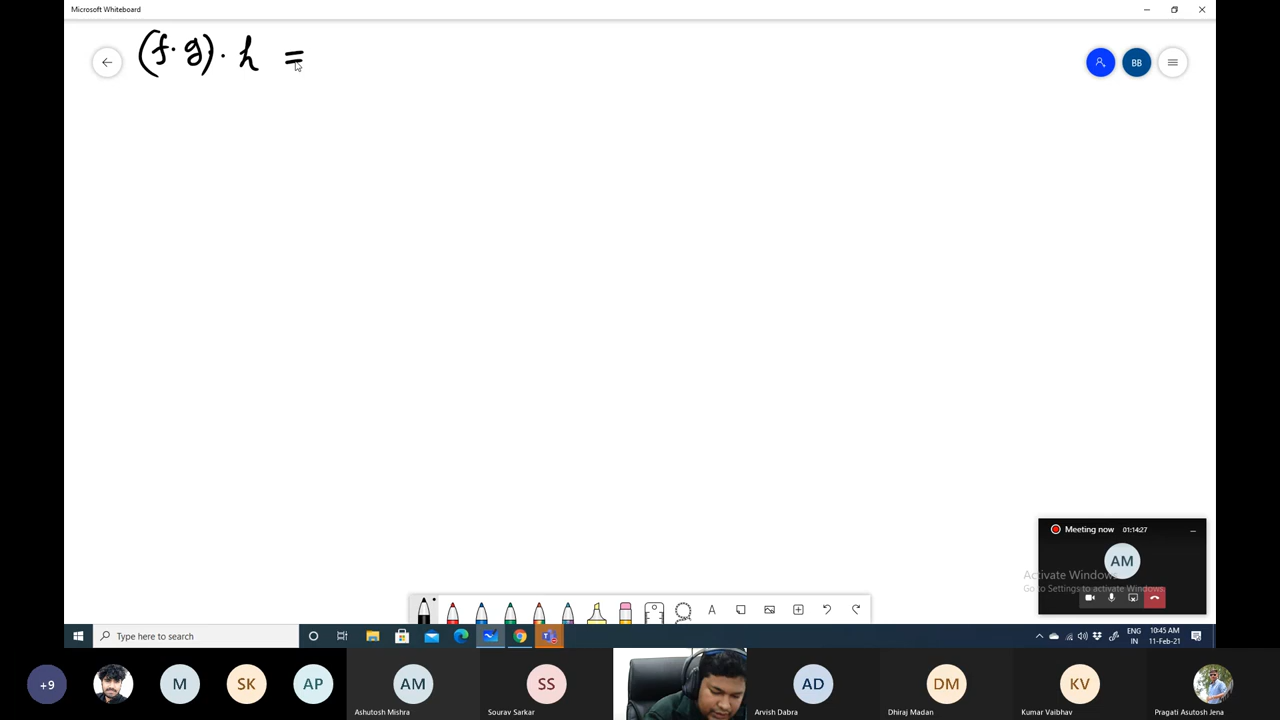 Microsoft Whiteboard
(f·g)·h =
BB
Meeting now 01:14:27
AM
Activate Windows
Go to Settings to activate Windows.
A
Type here to search
ENG
IN
10:45 AM
11-Feb-21
+9
M
SK
AP
AM
SS
AD
DM
KV
Ashutosh Mishra
Sourav Sarkar
Arvish Dabra
Dhiraj Madan
Kumar Vaibhav
Pragati Asutosh Jena